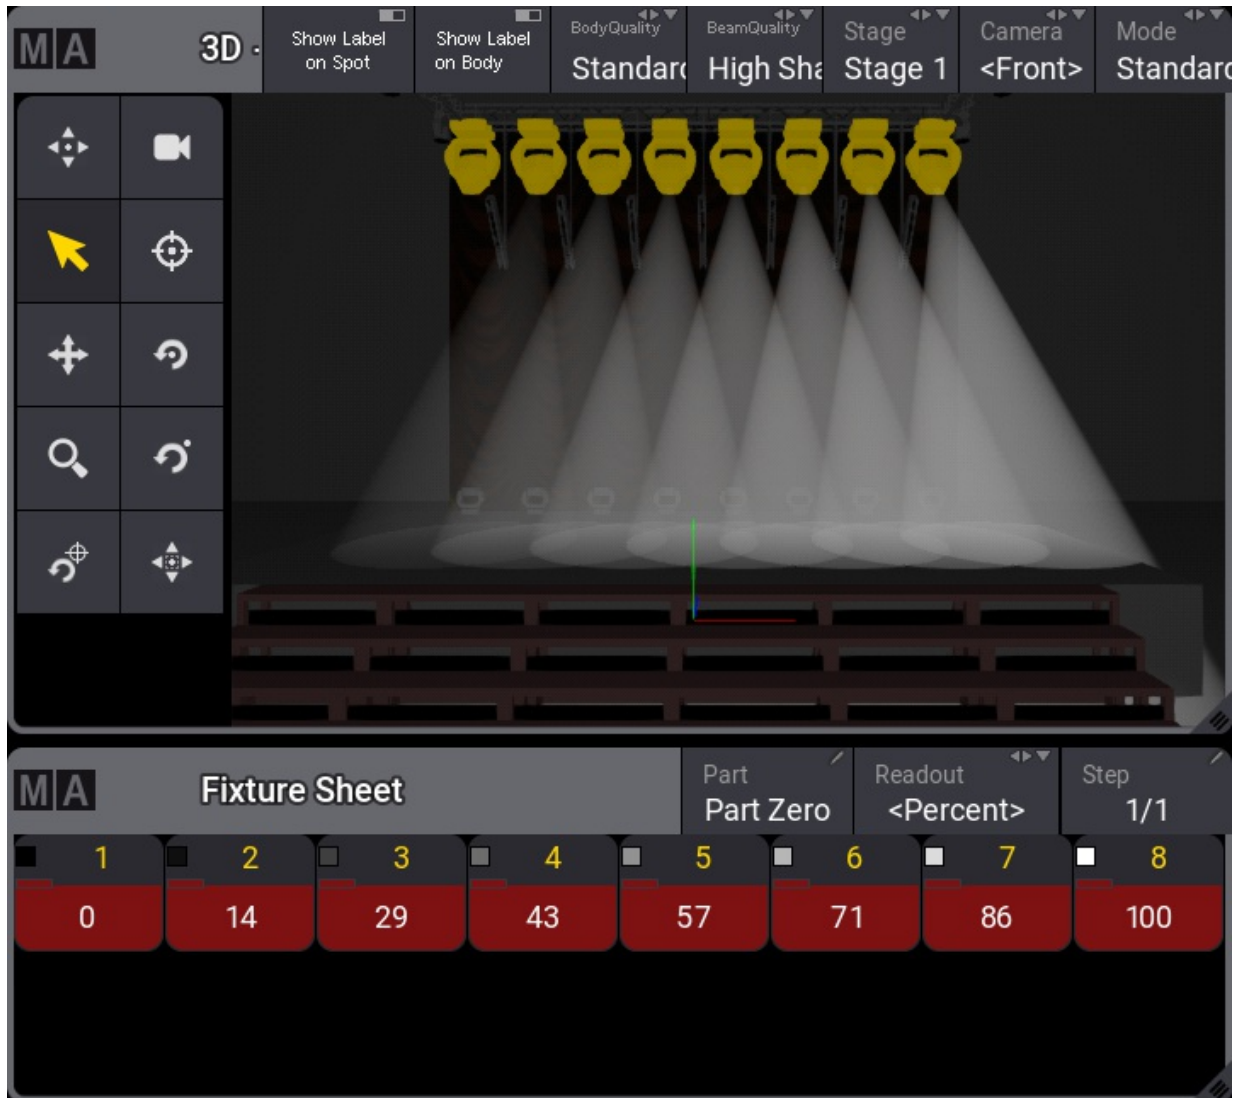 MA
3D -
Show Label
on Spot
Show Label
on Body
BodyQuality
Standard
BeamQuality
High Sha
Stage
Stage 1
Camera
<Front>
Mode
Standard
MA
Fixture Sheet
Part
Part Zero
Readout
<Percent>
Step
1/1
1 2 3 4 5 6 7 8
0 14 29 43 57 71 86 100